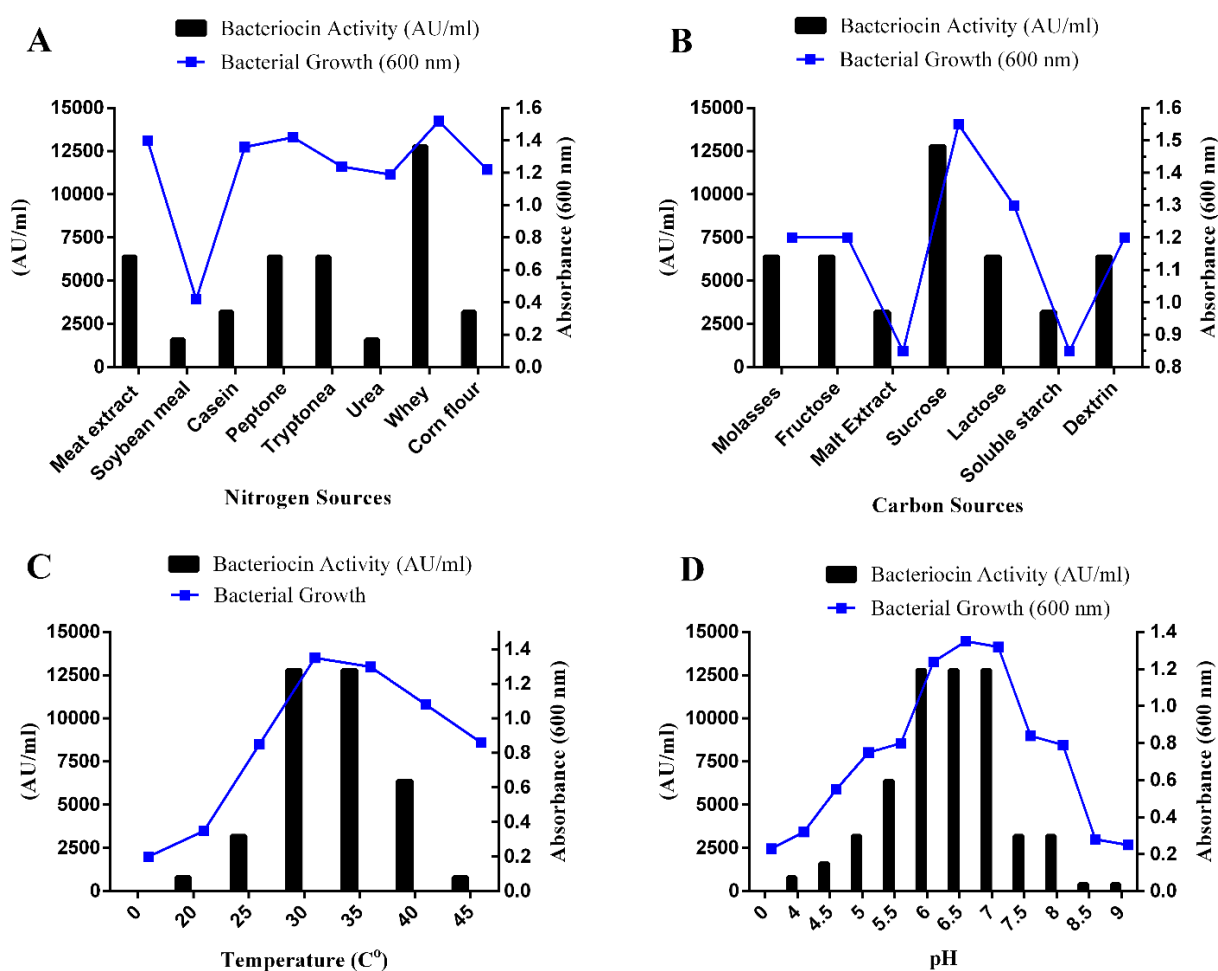 A
Bacteriocin Activity (AU/ml)
Bacterial Growth (600 nm)
15000
12500
10000
7500
5000
2500
0
(AU/ml)
1.6
1.4
1.2
1.0
0.8
0.6
0.4
0.2
0.0
Absorbance (600 nm)
Meat extract
Soybean meal
Casein
Peptone
Tryptonea
Urea
Whey
Corn flour
Nitrogen Sources
B
Bacteriocin Activity (AU/ml)
Bacterial Growth (600 nm)
15000
12500
10000
7500
5000
2500
0
(AU/ml)
1.6
1.5
1.4
1.3
1.2
1.1
1.0
0.9
0.8
Absorbance (600 nm)
Molasses
Fructose
Malt Extract
Sucrose
Lactose
Soluble starch
Dextrin
Carbon Sources
C
Bacteriocin Activity (AU/ml)
Bacterial Growth
15000
12500
10000
7500
5000
2500
0
(AU/ml)
1.4
1.2
1.0
0.8
0.6
0.4
0.2
0.0
Absorbance (600 nm)
0
20
25
30
35
40
45
Temperature (C⁰)
D
Bacteriocin Activity (AU/ml)
Bacterial Growth (600 nm)
15000
12500
10000
7500
5000
2500
0
(AU/ml)
1.4
1.2
1.0
0.8
0.6
0.4
0.2
0.0
Absorbance (600 nm)
0
4
4.5
5
5.5
6
6.5
7
7.5
8
8.5
9
pH